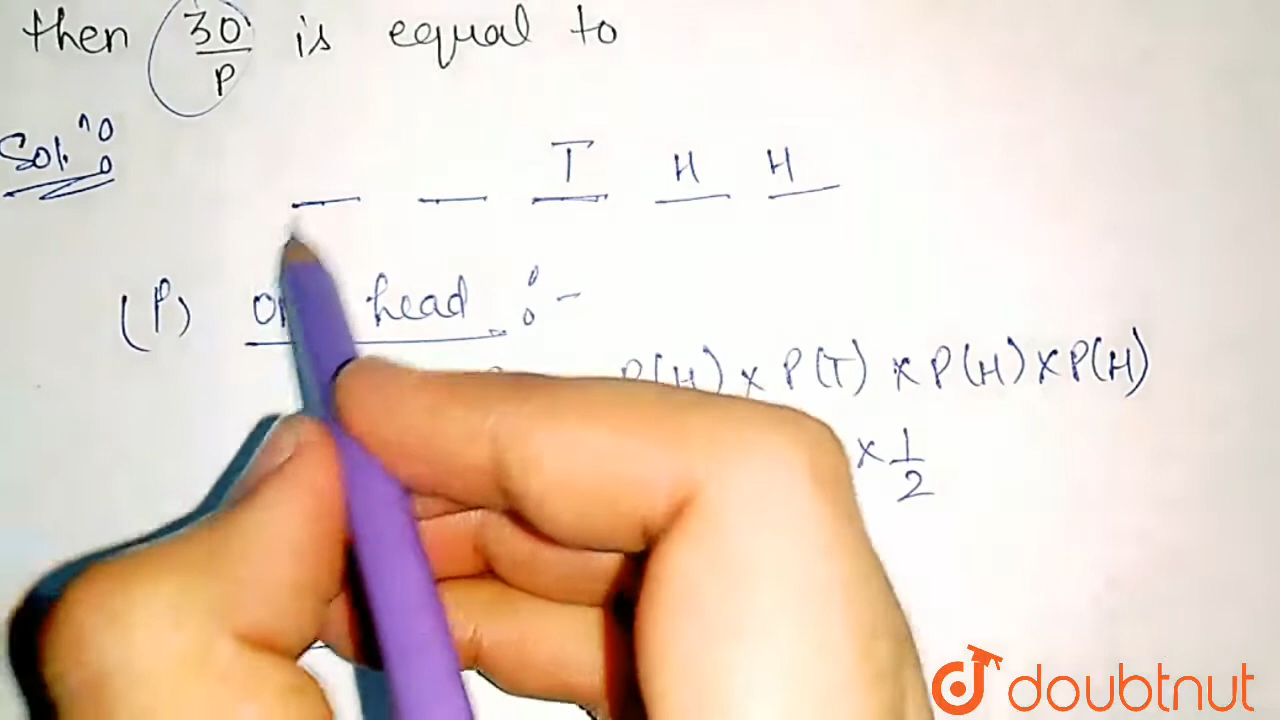 then 30/P is equal to
Sol.:
T H H
(P) head :-
P(H) x P(T) x P(H) x P(H)
x 1/2
doubtnut